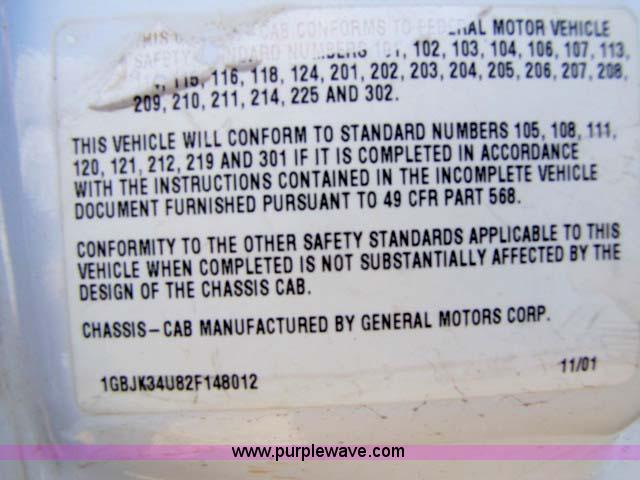 THIS CHASSIS-CAB CONFORMS TO FEDERAL MOTOR VEHICLE
SAFETY STANDARD NUMBERS 101, 102, 103, 104, 106, 107, 113,
115, 116, 118, 124, 201, 202, 203, 204, 205, 206, 207, 208,
209, 210, 211, 214, 225 AND 302.
THIS VEHICLE WILL CONFORM TO STANDARD NUMBERS 105, 108, 111,
120, 121, 212, 219 AND 301 IF IT IS COMPLETED IN ACCORDANCE
WITH THE INSTRUCTIONS CONTAINED IN THE INCOMPLETE VEHICLE
DOCUMENT FURNISHED PURSUANT TO 49 CFR PART 568.
CONFORMITY TO THE OTHER SAFETY STANDARDS APPLICABLE TO THIS
VEHICLE WHEN COMPLETED IS NOT SUBSTANTIALLY AFFECTED BY THE
DESIGN OF THE CHASSIS CAB.
CHASSIS-CAB MANUFACTURED BY GENERAL MOTORS CORP.
1GBJK34U82F148012 11/01
www.purplewave.com